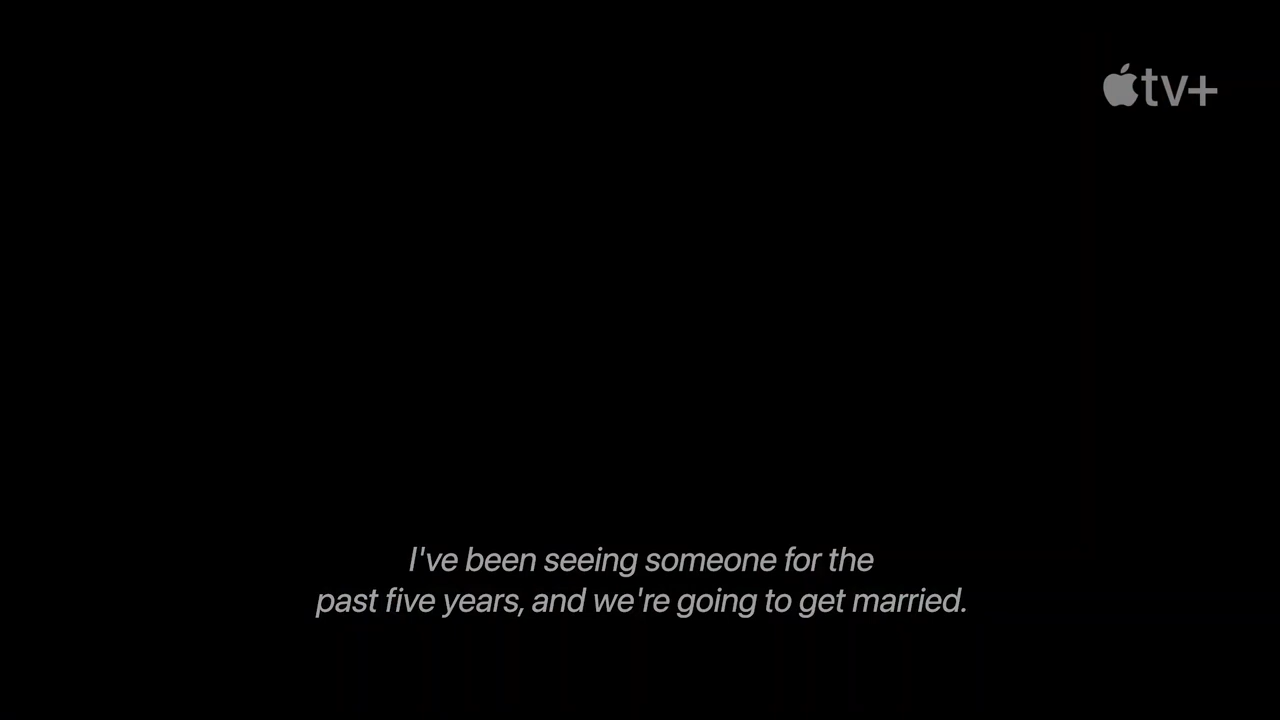 tv+
I've been seeing someone for the
past five years, and we're going to get married.